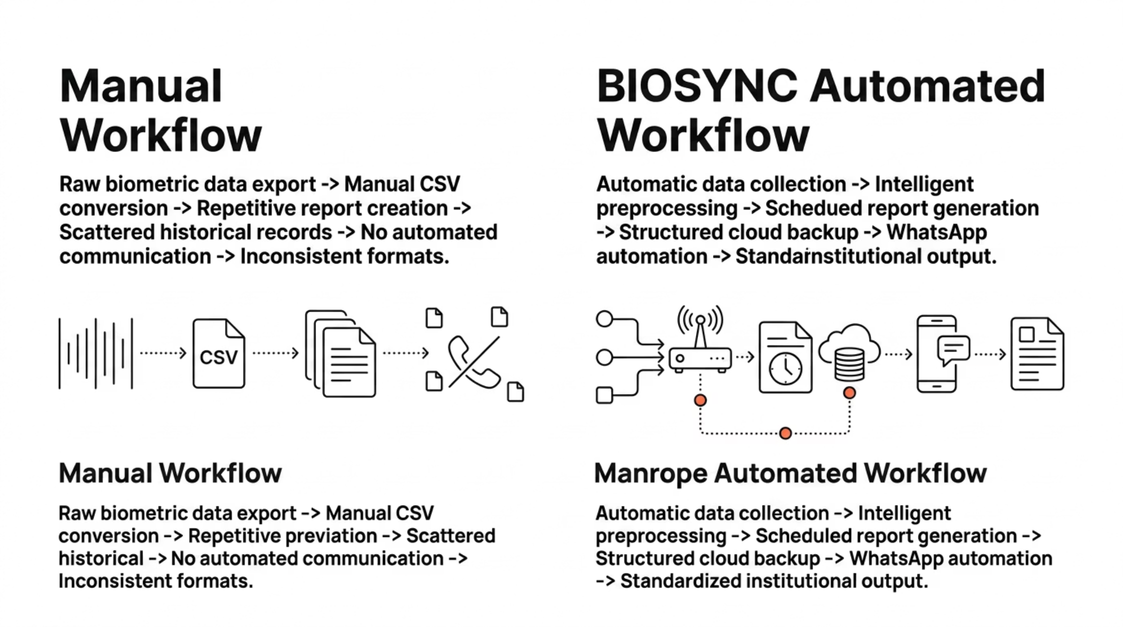 Manual
Workflow
Raw biometric data export -> Manual CSV
conversion -> Repetitive report creation ->
Scattered historical records -> No automated
communication -> Inconsistent formats.
CSV
Manual Workflow
Raw biometric data export -> Manual CSV
conversion -> Repetitive previation -> Scattered
historical -> No automated communication ->
Inconsistent formats.
BIOSYNC Automated
Workflow
Automatic data collection -> Intelligent
preprocessing -> Schedued report generation
-> Structured cloud backup -> WhatsApp
automation -> Standarnstitutional output.
Manrope Automated Workflow
Automatic data collection -> Intelligent
preprocessing -> Scheduled report generation ->
Structured cloud backup -> WhatsApp automation
-> Standardized institutional output.